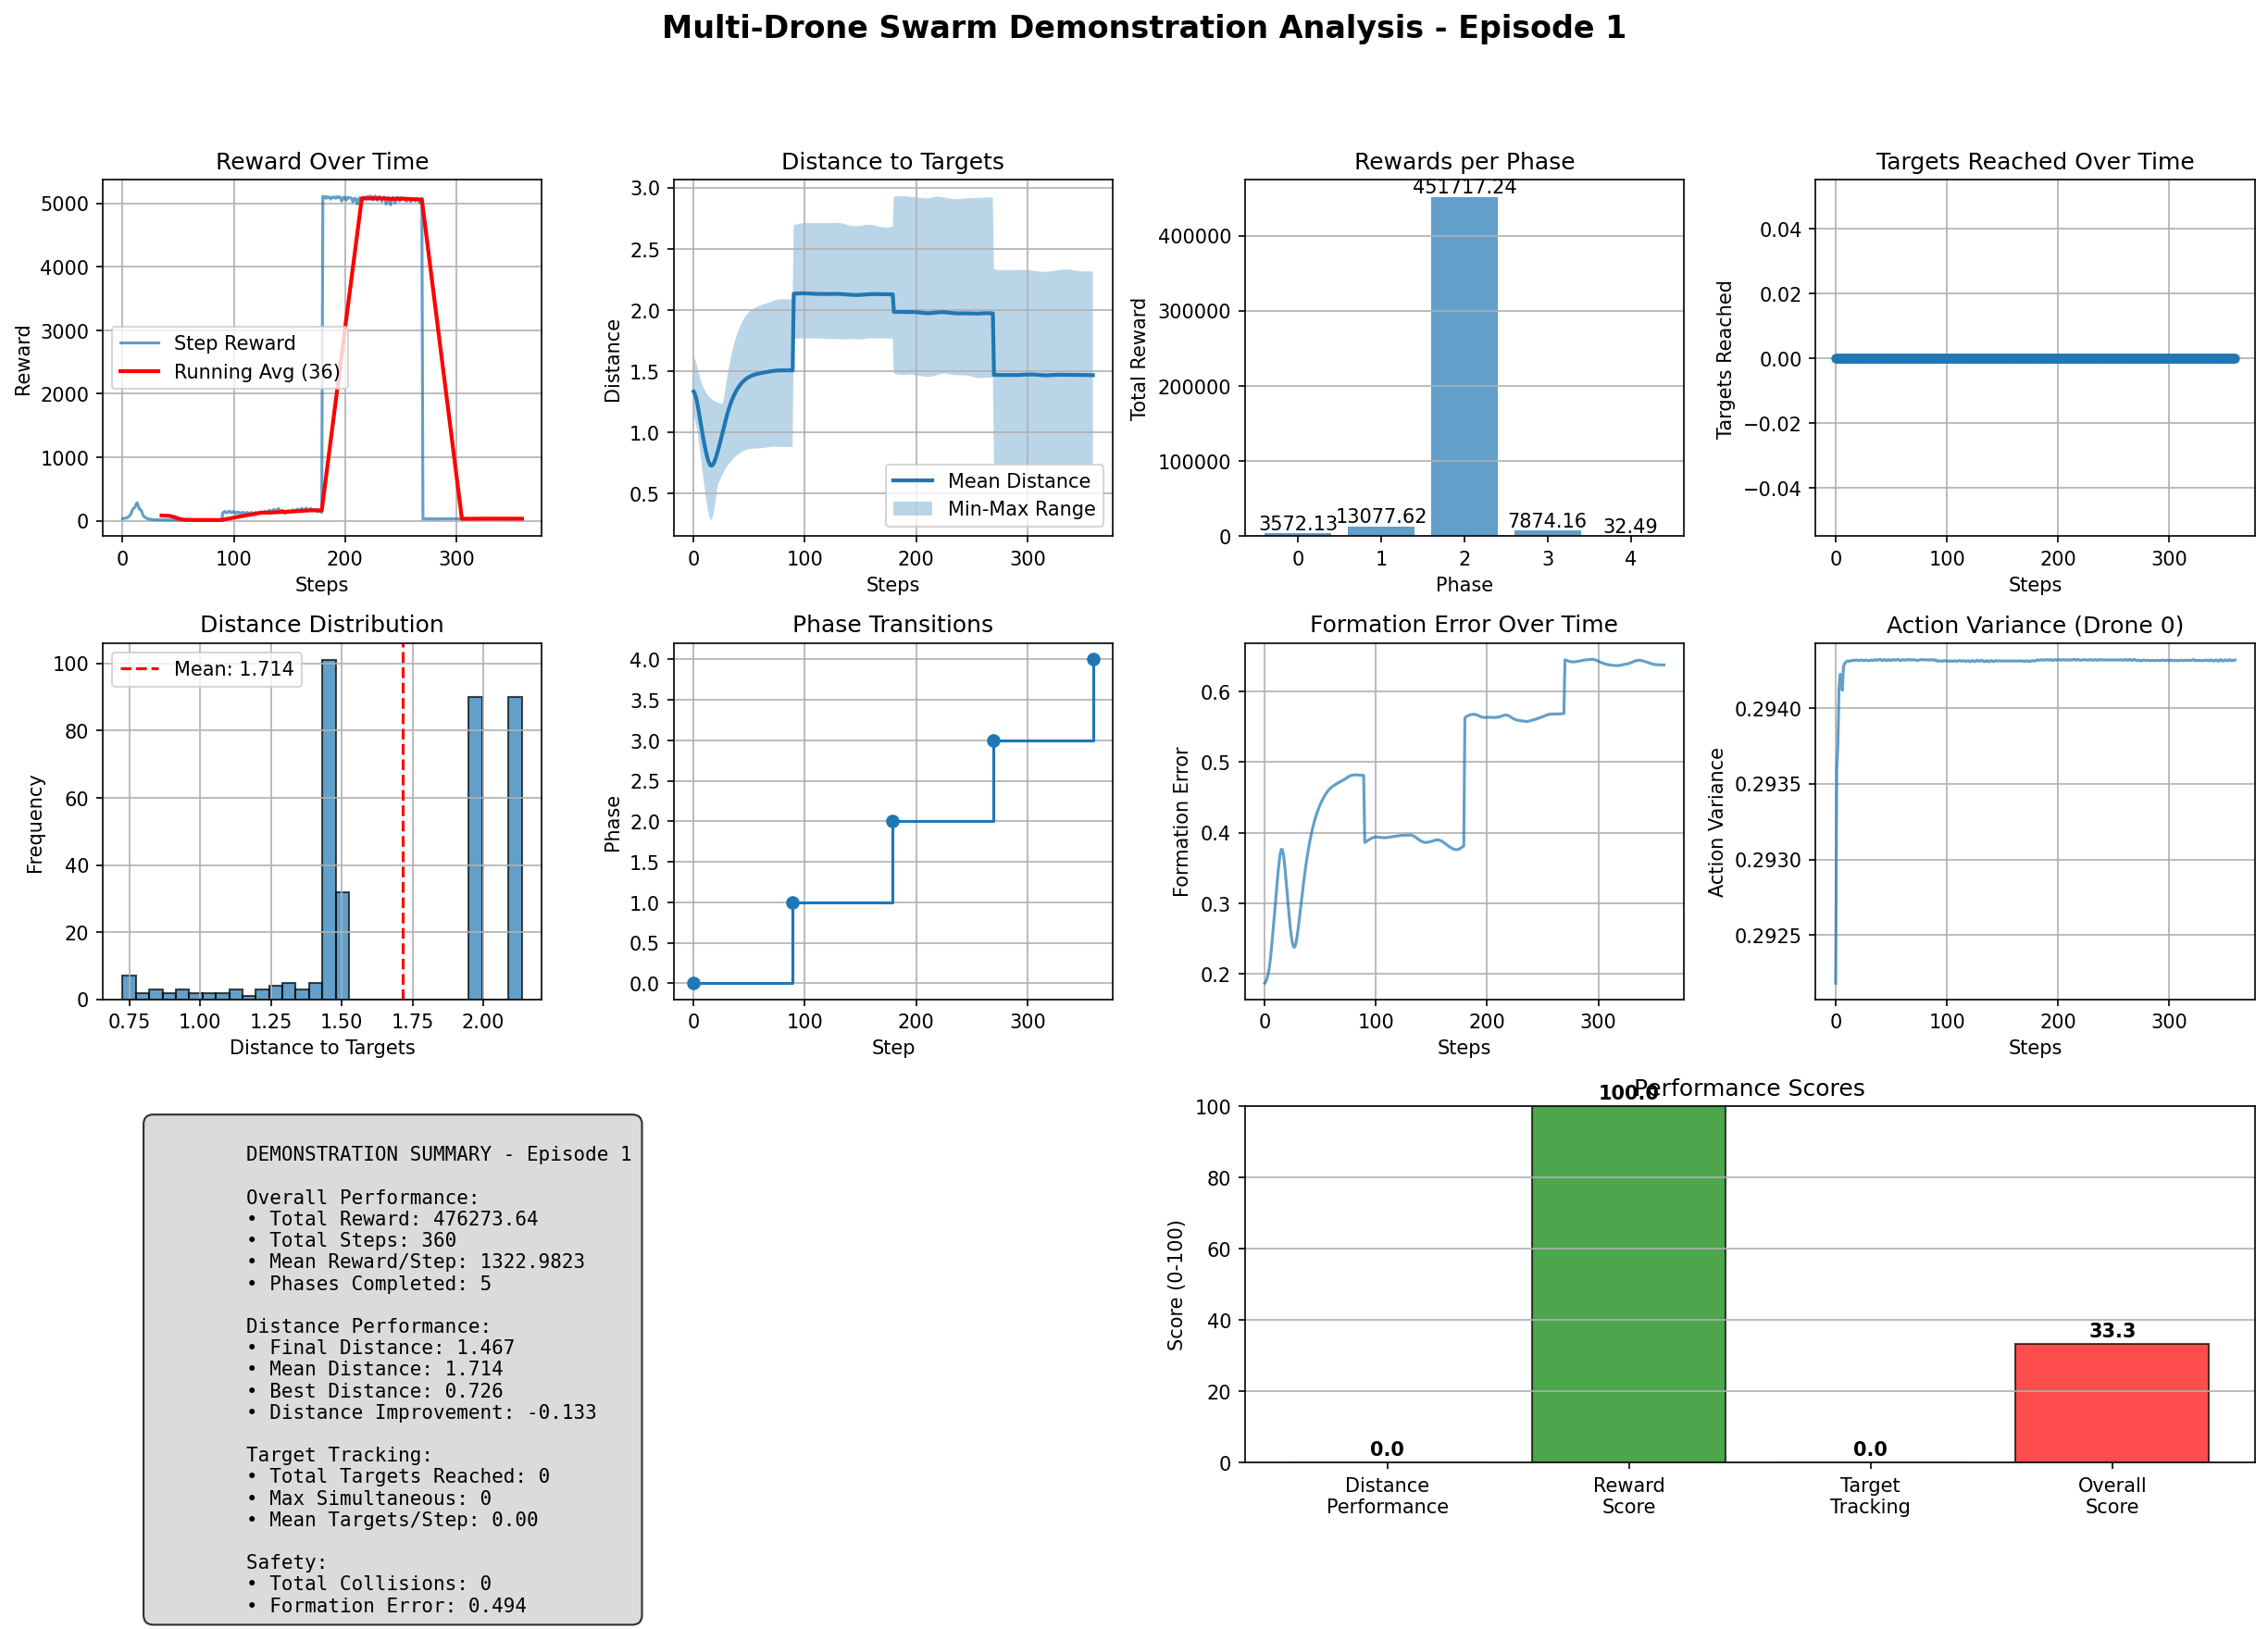 Multi-Drone Swarm Demonstration Analysis - Episode 1
Reward Over Time
Reward
5000
4000
3000
2000
1000
0
Step Reward
Running Avg (36)
0 100 200 300
Steps
Distance to Targets
Distance
3.0
2.5
2.0
1.5
1.0
0.5
Mean Distance
Min-Max Range
0 100 200 300
Steps
Rewards per Phase
Total Reward
400000
300000
200000
100000
0
3572.13
13077.62
451717.24
7874.16
32.49
0 1 2 3 4
Phase
Targets Reached Over Time
Targets Reached
0.04
0.02
0.00
−0.02
−0.04
0 100 200 300
Steps
Distance Distribution
Frequency
100
80
60
40
20
0
Mean: 1.714
0.75 1.00 1.25 1.50 1.75 2.00
Distance to Targets
Phase Transitions
Phase
4.0
3.5
3.0
2.5
2.0
1.5
1.0
0.5
0.0
0 100 200 300
Step
Formation Error Over Time
Formation Error
0.6
0.5
0.4
0.3
0.2
0 100 200 300
Steps
Action Variance (Drone 0)
Action Variance
0.2940
0.2935
0.2930
0.2925
0 100 200 300
Steps
DEMONSTRATION SUMMARY - Episode 1
Overall Performance:
• Total Reward: 476273.64
• Total Steps: 360
• Mean Reward/Step: 1322.9823
• Phases Completed: 5
Distance Performance:
• Final Distance: 1.467
• Mean Distance: 1.714
• Best Distance: 0.726
• Distance Improvement: -0.133
Target Tracking:
• Total Targets Reached: 0
• Max Simultaneous: 0
• Mean Targets/Step: 0.00
Safety:
• Total Collisions: 0
• Formation Error: 0.494
Performance Scores
Score (0-100)
100
80
60
40
20
0
0.0
100.0
0.0
33.3
Distance
Performance
Reward
Score
Target
Tracking
Overall
Score